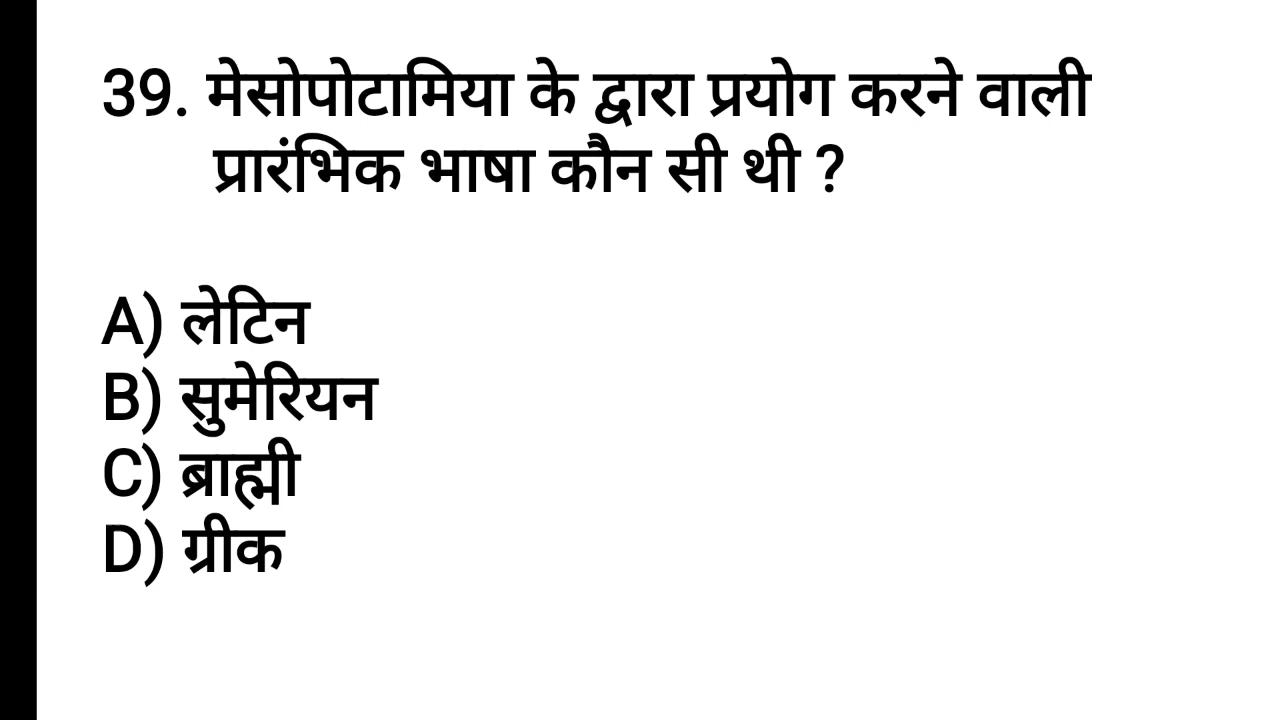 39. मेसोपोटामिया के द्वारा प्रयोग करने वाली
प्रारंभिक भाषा कौन सी थी ?
A) लेटिन
B) सुमेरियन
C) ब्राह्मी
D) ग्रीक